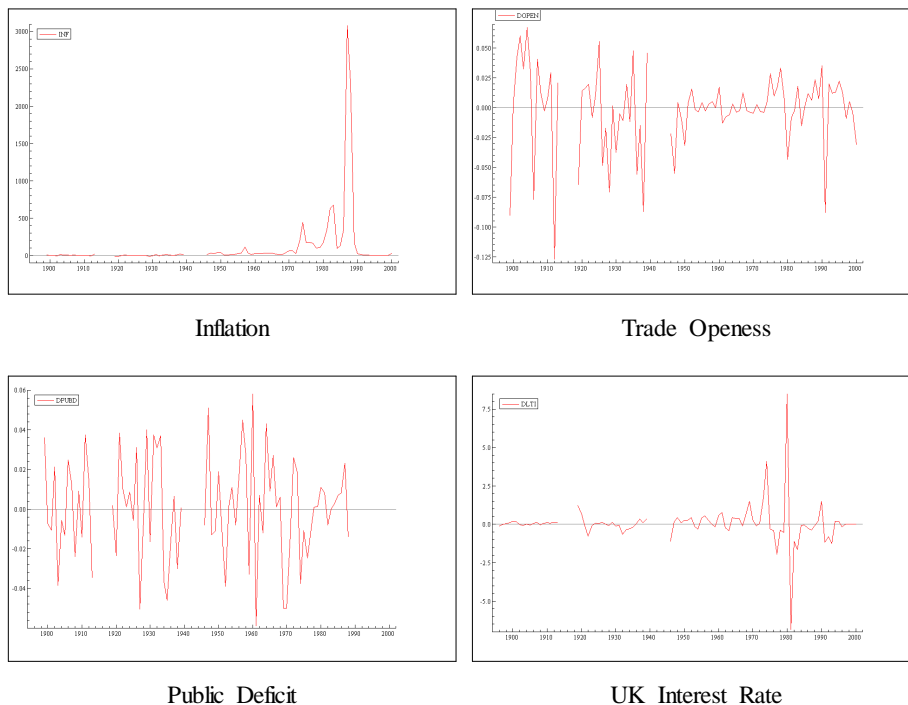 INF
3000
2500
2000
1500
1000
500
0
1900 1910 1920 1930 1940 1950 1960 1970 1980 1990 2000
Inflation
DOPEN
0.050
0.025
0.000
-0.025
-0.050
-0.075
-0.100
-0.125
1900 1910 1920 1930 1940 1950 1960 1970 1980 1990 2000
Trade Openess
0.06
DPUBD
0.04
0.02
0.00
-0.02
-0.04
1900 1910 1920 1930 1940 1950 1960 1970 1980 1990 2000
Public Deficit
DLTI
7.5
5.0
2.5
0.0
-2.5
-5.0
1900 1910 1920 1930 1940 1950 1960 1970 1980 1990 2000
UK Interest Rate